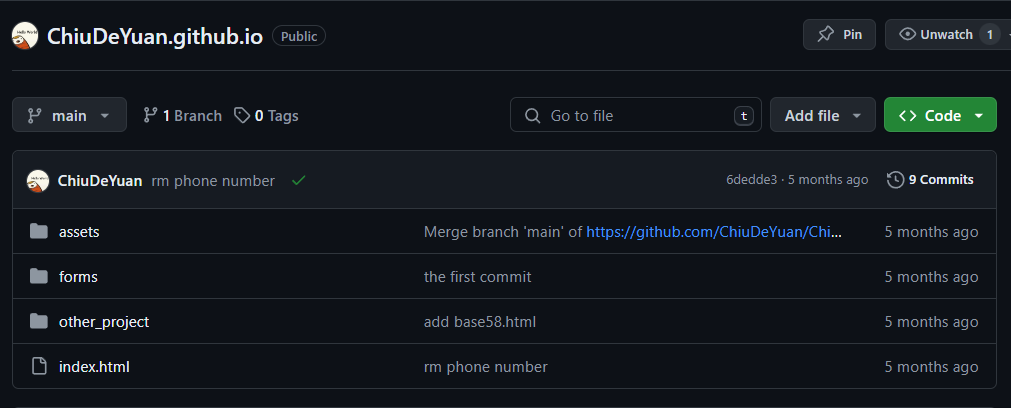 ChiuDeYuan.github.io Public Pin Unwatch 1
main 1 Branch 0 Tags Go to file t Add file Code
ChiuDeYuan rm phone number 6dedde3 · 5 months ago 9 Commits
assets Merge branch 'main' of https://github.com/ChiuDeYuan/Chi... 5 months ago
forms the first commit 5 months ago
other_project add base58.html 5 months ago
index.html rm phone number 5 months ago